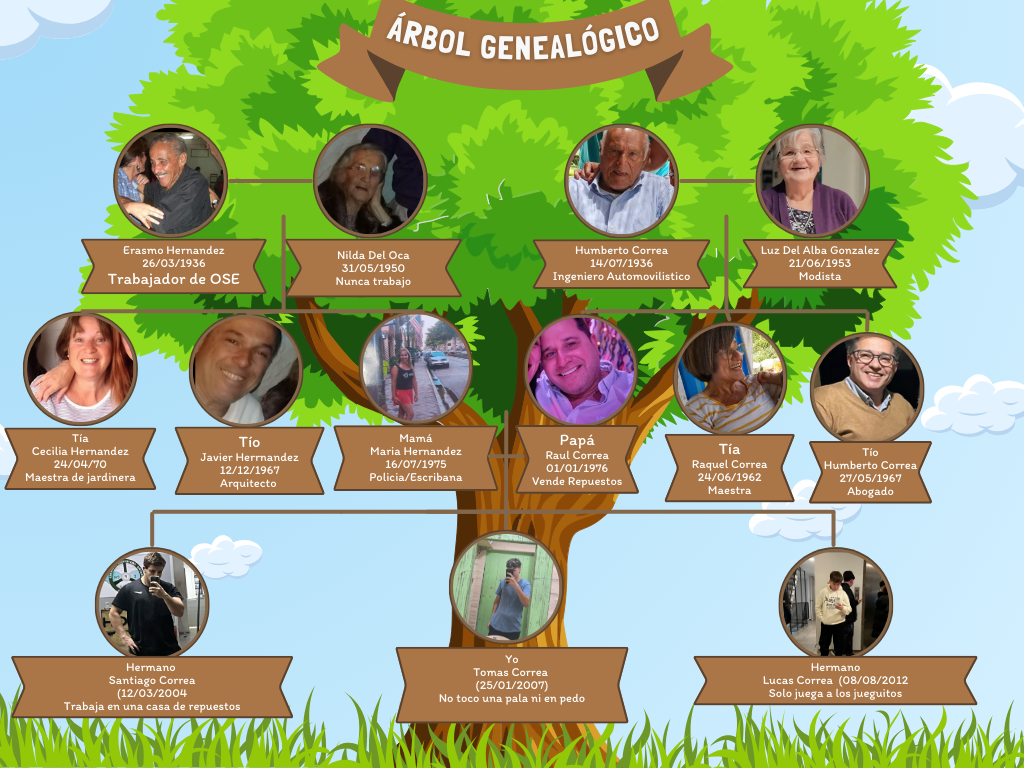 ÁRBOL GENEALÓGICO
Erasmo Hernandez
26/03/1936
Trabajador de OSE
Nilda Del Oca
31/05/1950
Nunca trabajo
Humberto Correa
14/07/1936
Ingeniero Automovilistico
Luz Del Alba Gonzalez
21/06/1953
Modista
Tía
Cecilia Hernandez
24/04/70
Maestra de jardinera
Tío
Javier Herrnandez
12/12/1967
Arquitecto
Mamá
Maria Hernandez
16/07/1975
Policia/Escribana
Papá
Raul Correa
01/01/1976
Vende Repuestos
Tía
Raquel Correa
24/06/1962
Maestra
Tío
Humberto Correa
27/05/1967
Abogado
Hermano
Santiago Correa
(12/03/2004
Trabaja en una casa de repuestos
Yo
Tomas Correa
(25/01/2007)
No toco una pala ni en pedo
Hermano
Lucas Correa (08/08/2012
Solo juega a los jueguitos